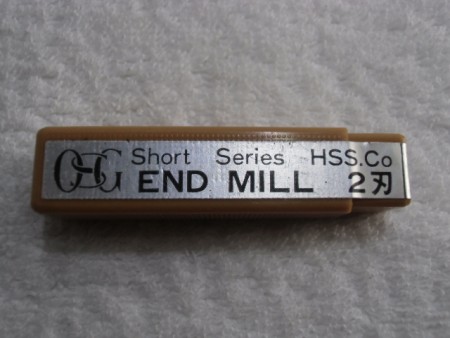 OSG Short Series HSS.Co
END MILL 2刃